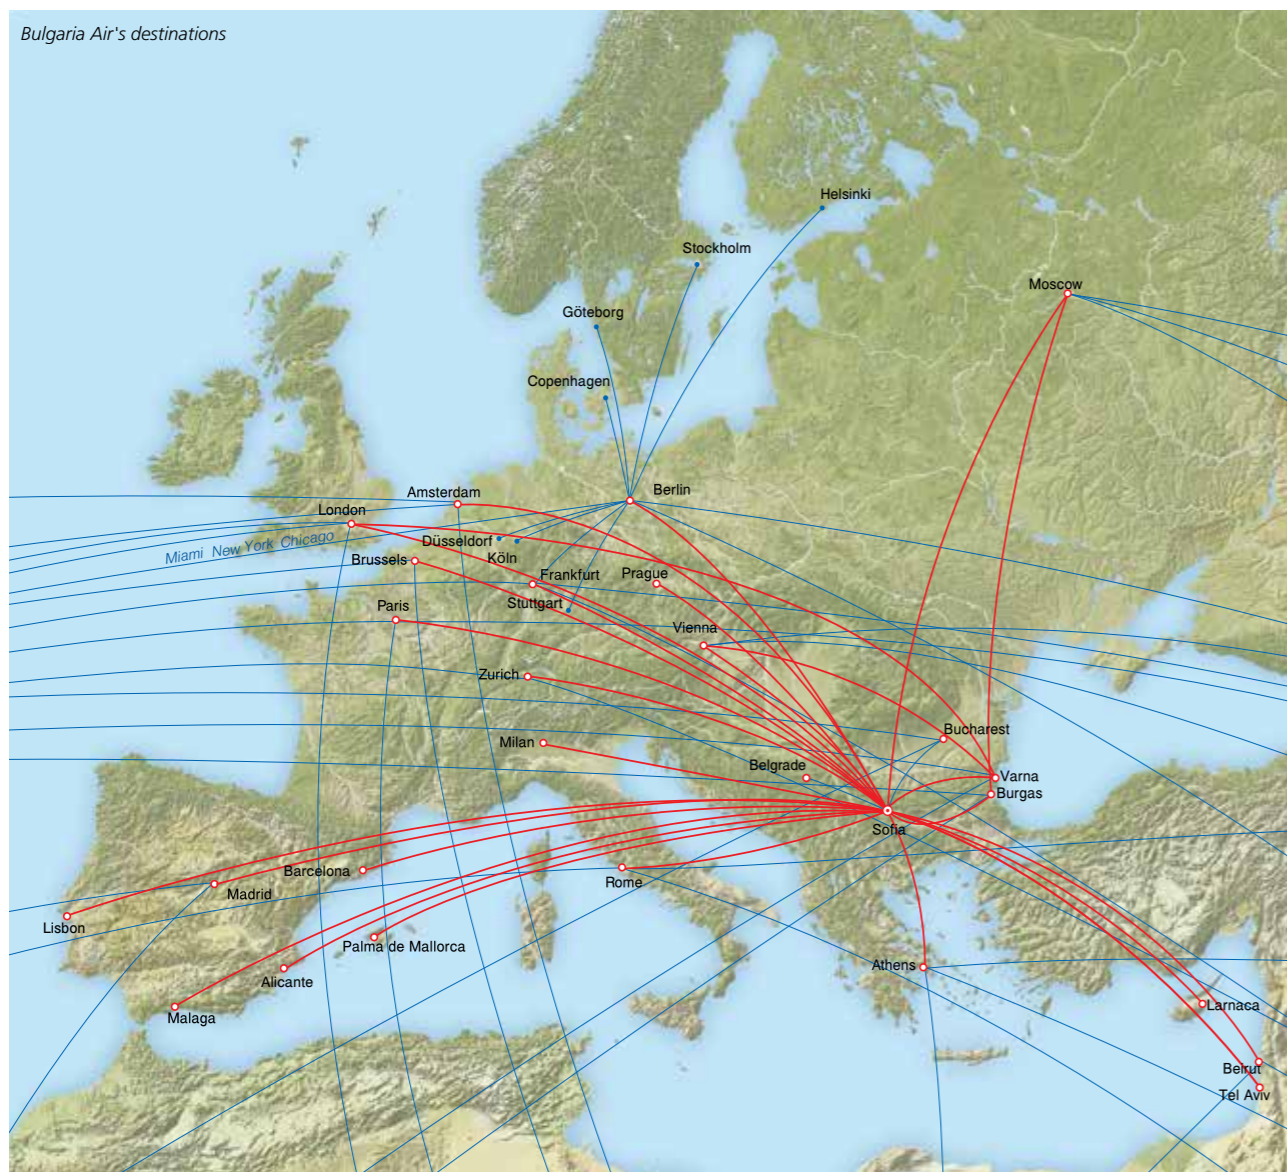 Bulgaria Air's destinations
Helsinki
Stockholm
Moscow
Göteborg
Copenhagen
Amsterdam
Berlin
London
Miami New York Chicago
Düsseldorf
Brussels
Köln
Frankfurt
Prague
Stuttgart
Paris
Vienna
Zurich
Bucharest
Milan
Belgrade
Varna
Burgas
Sofia
Barcelona
Rome
Madrid
Lisbon
Palma de Mallorca
Athens
Alicante
Larnaca
Malaga
Beirut
Tel Aviv